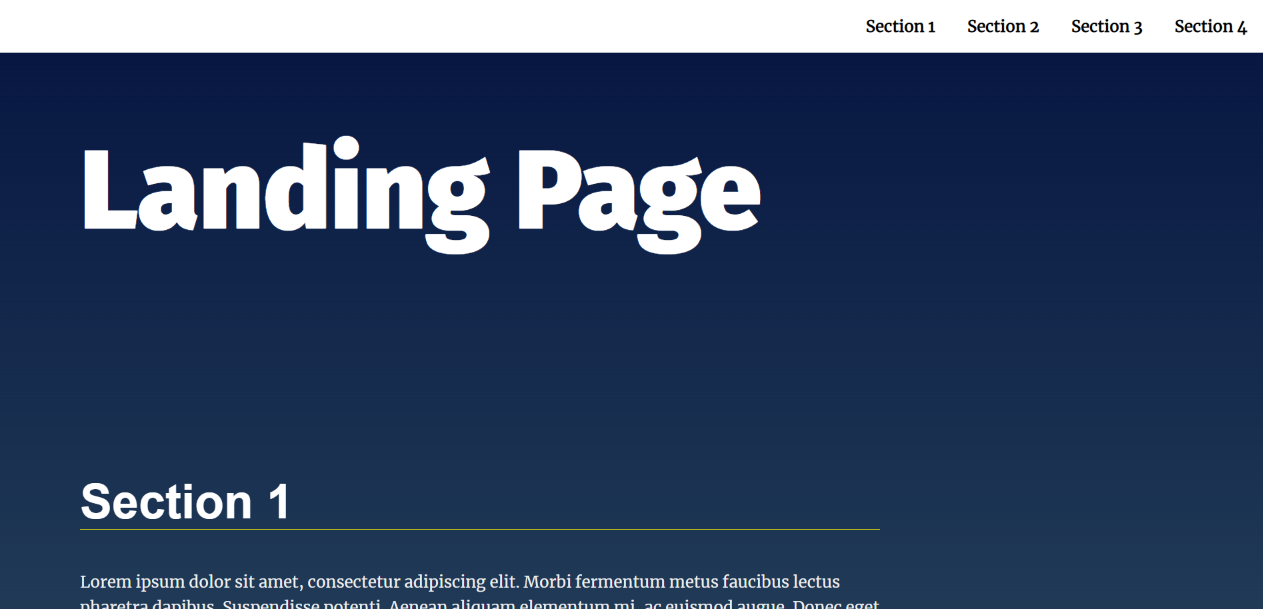 Section 1 Section 2 Section 3 Section 4
Landing Page
Section 1
Lorem ipsum dolor sit amet, consectetur adipiscing elit. Morbi fermentum metus faucibus lectus
pharetra dapibus. Suspendisse potenti. Aenean aliquam elementum mi, ac euismod augue. Donec eget